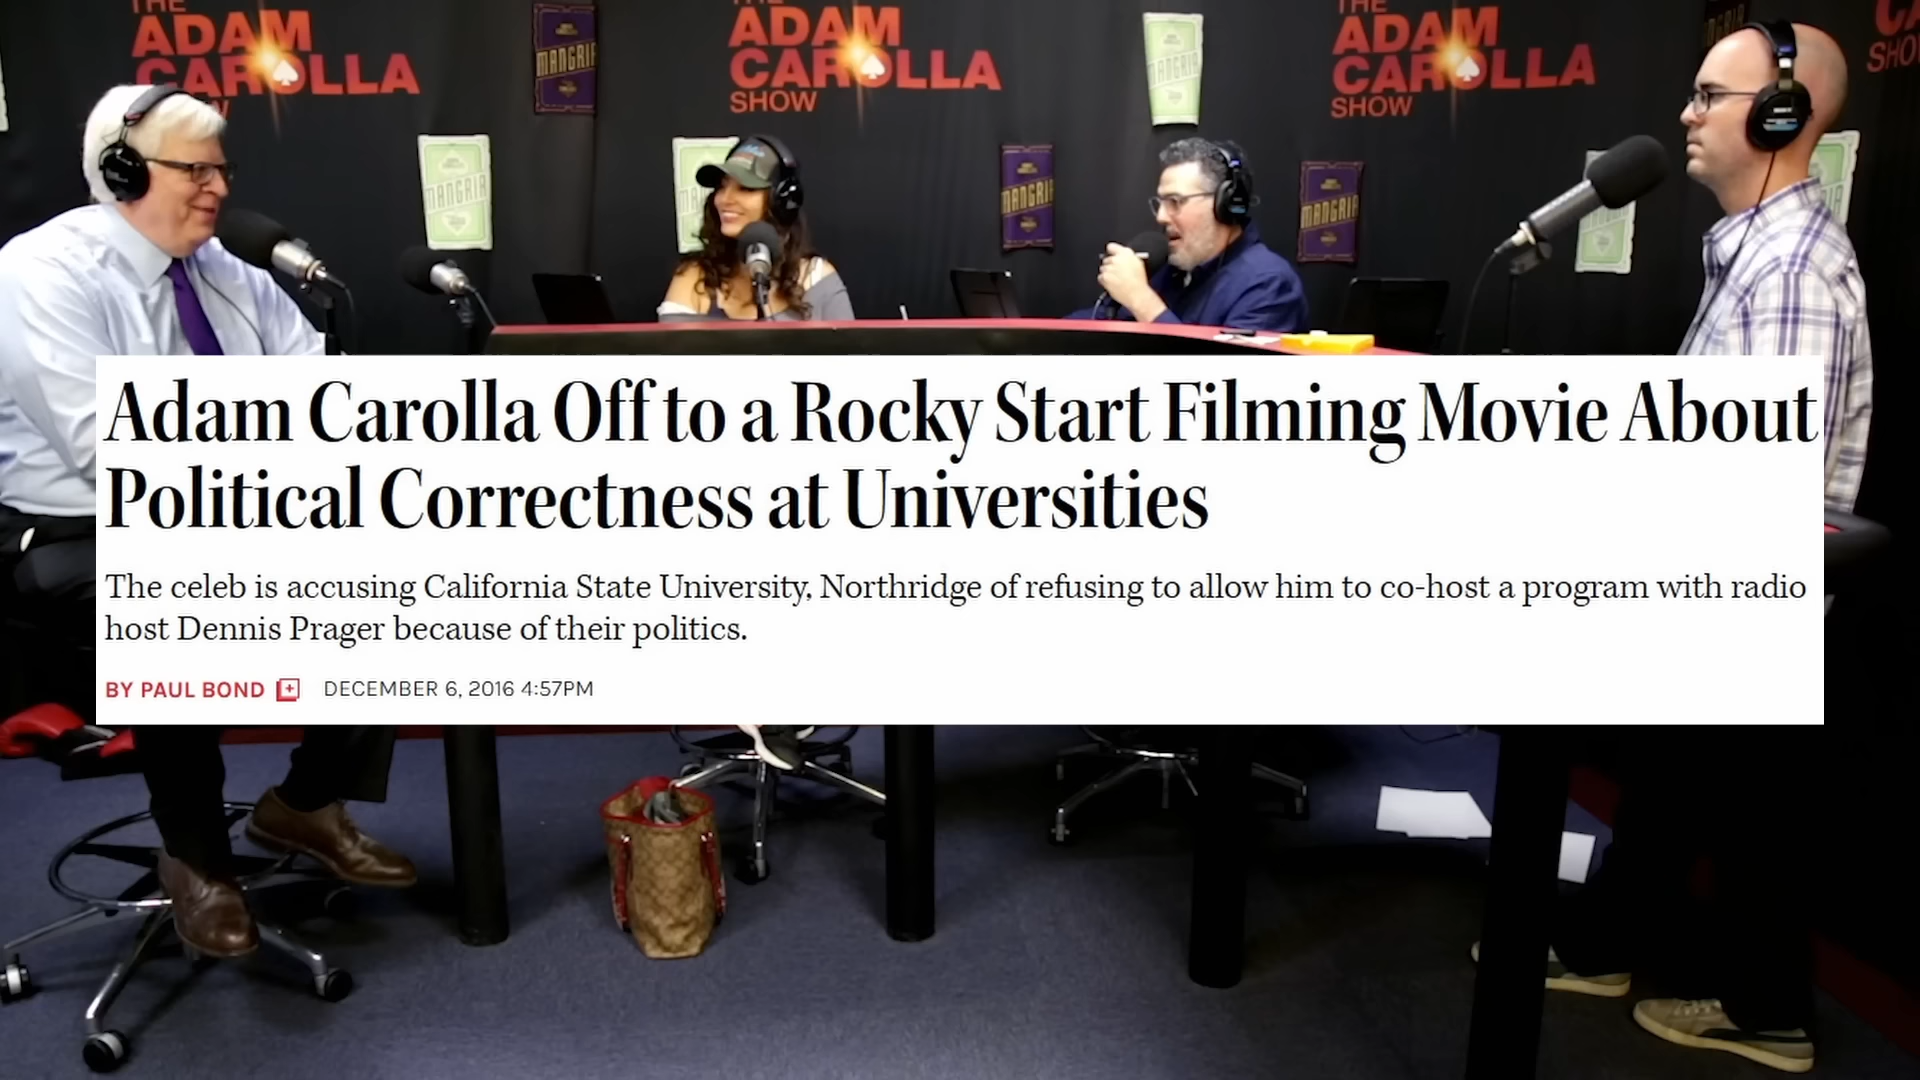 THE
ADAM
CAROLLA
SHOW
THE
ADAM
CAROLLA
SHOW
THE
ADAM
CAROLLA
SHOW
SHOW
MANGRIA
MANGRIA
MANGRIA
MANGRIA
Adam Carolla Off to a Rocky Start Filming Movie About
Political Correctness at Universities
The celeb is accusing California State University, Northridge of refusing to allow him to co-host a program with radio
host Dennis Prager because of their politics.
BY PAUL BOND
DECEMBER 6, 2016 4:57PM